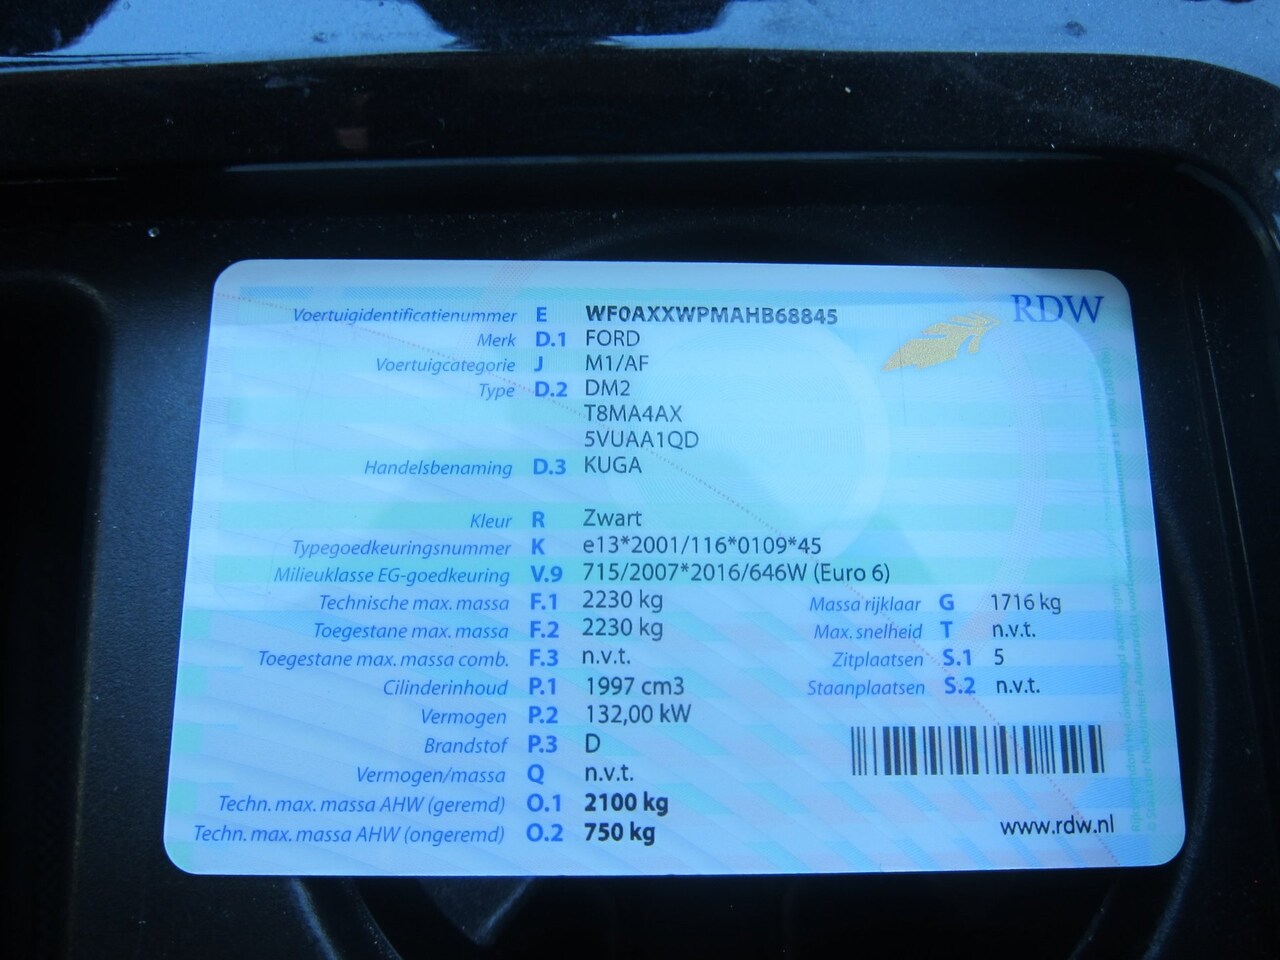 RDW
Voertuigidentificatienummer E WF0AXXWPMAHB68845
Merk D.1 FORD
Voertuigcategorie J M1/AF
Type D.2 DM2
T8MA4AX
5VUAA1QD
Handelsbenaming D.3 KUGA
Kleur R Zwart
Typegoedkeuringsnummer K e13*2001/116*0109*45
Milieuklasse EG-goedkeuring V.9 715/2007*2016/646W (Euro 6)
Technische max. massa F.1 2230 kg Massa rijklaar G 1716 kg
Toegestane max. massa F.2 2230 kg Max. snelheid T n.v.t.
Toegestane max. massa comb. F.3 n.v.t. Zitplaatsen S.1 5
Cilinderinhoud P.1 1997 cm3 Staanplaatsen S.2 n.v.t.
Vermogen P.2 132,00 kW
Brandstof P.3 D
Vermogen/massa Q n.v.t.
Techn. max. massa AHW (geremd) O.1 2100 kg
Techn. max. massa AHW (ongeremd) O.2 750 kg
www.rdw.nl